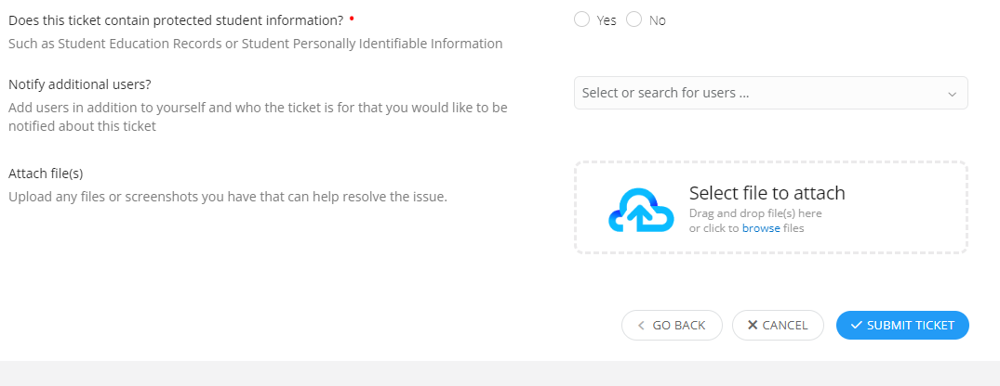 Does this ticket contain protected student information? •
Yes
No
Such as Student Education Records or Student Personally Identifiable Information
Notify additional users?
Select or search for users ...
Add users in addition to yourself and who the ticket is for that you would like to be
notified about this ticket
Attach file(s)
Upload any files or screenshots you have that can help resolve the issue.
Select file to attach
Drag and drop file(s) here
or click to browse files
GO BACK
CANCEL
SUBMIT TICKET